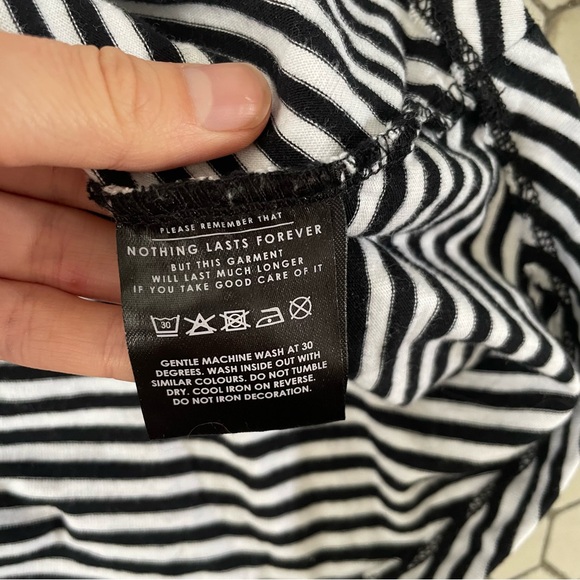 PLEASE REMEMBER THAT
NOTHING LASTS FOREVER
BUT THIS GARMENT
WILL LAST MUCH LONGER
IF YOU TAKE GOOD CARE OF IT
30
GENTLE MACHINE WASH AT 30
DEGREES. WASH INSIDE OUT WITH
SIMILAR COLOURS. DO NOT TUMBLE
DRY. COOL IRON ON REVERSE.
DO NOT IRON DECORATION.